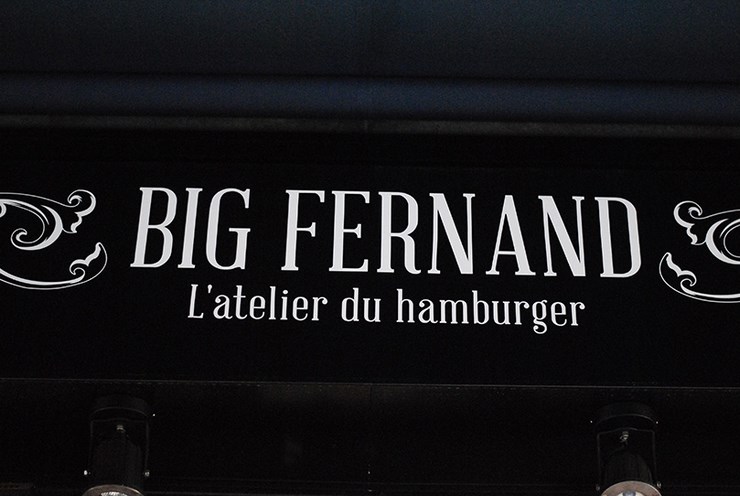 BIG FERNAND
L'atelier du hamburger